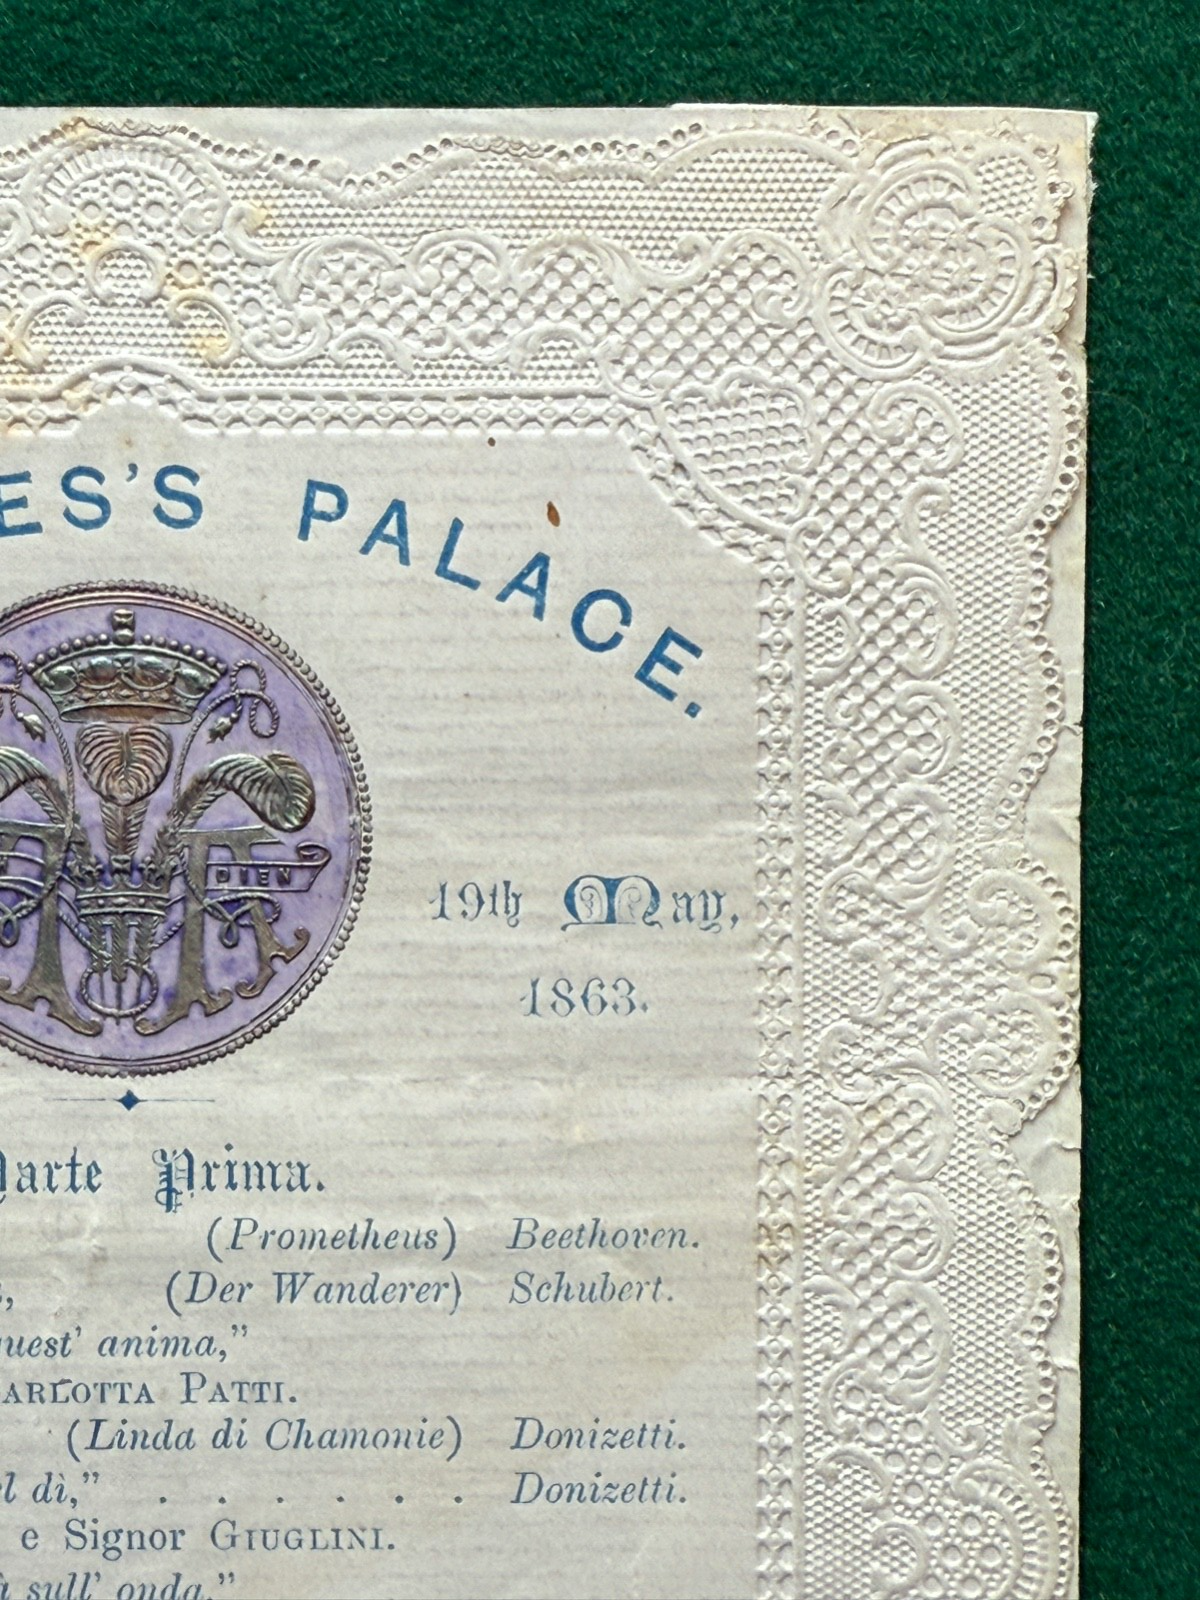 ES'S PALACE.
DIEN
19th May,
1863.
arte Prima.
(Prometheus) Beethoven.
(Der Wanderer) Schubert.
quest' anima,"
ARLOTTA PATTI.
(Linda di Chamonie) Donizetti.
l dì," . . . . . . Donizetti.
e Signor GIUGLINI.
à sull' onda,"